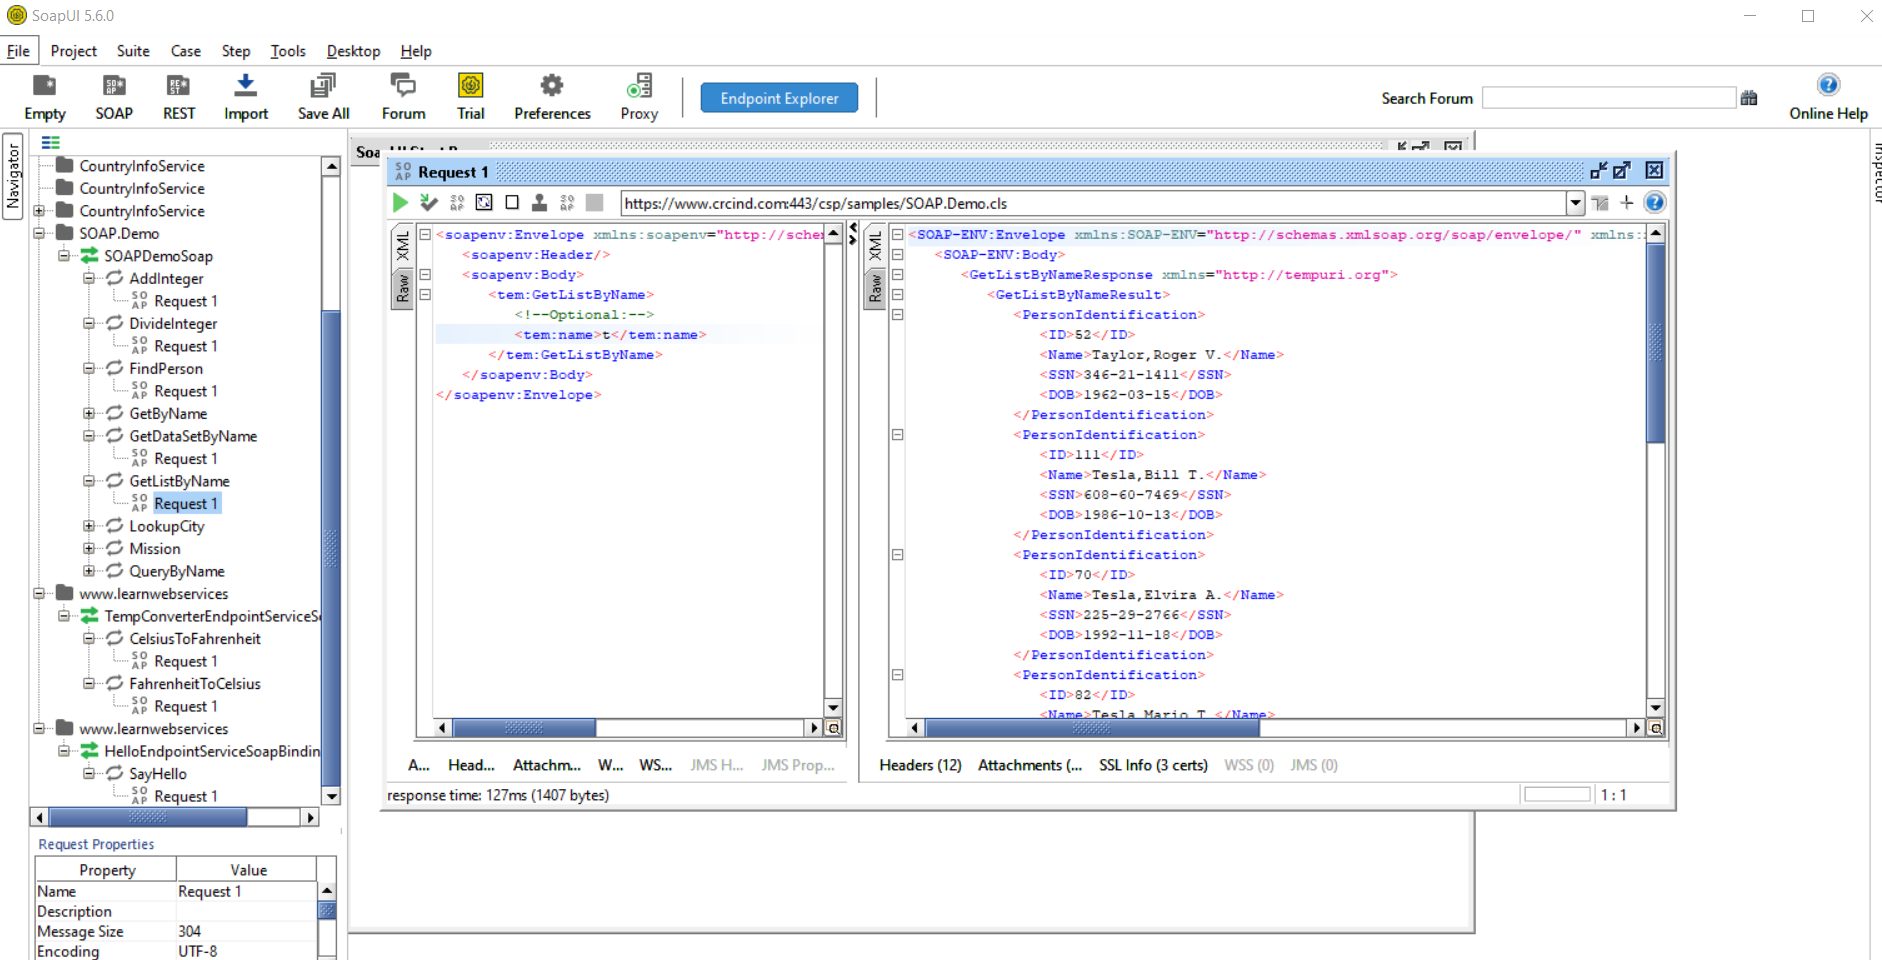 SoapUI 5.6.0
File Project Suite Case Step Tools Desktop Help
Empty SOAP REST Import Save All Forum Trial Preferences Proxy Endpoint Explorer Search Forum Online Help
Navigator
CountryInfoService
CountryInfoService
CountryInfoService
SOAP.Demo
SOAPDemoSoap
AddInteger
Request 1
DivideInteger
Request 1
FindPerson
Request 1
GetByName
GetDataSetByName
Request 1
GetListByName
Request 1
LookupCity
Mission
QueryByName
www.learnwebservices
TempConverterEndpointServiceS
CelsiusToFahrenheit
Request 1
FahrenheitToCelsius
Request 1
www.learnwebservices
HelloEndpointServiceSoapBindin
SayHello
Request 1
Request Properties
Property Value
Name Request 1
Description
Message Size 304
Encoding UTF-8
Request 1
https://www.crcind.com:443/csp/samples/SOAP.Demo.cls
XML
Raw
<soapenv:Envelope xmlns:soapenv="http://schem
<soapenv:Header/>
<soapenv:Body>
<tem:GetListByName>
<!--Optional:-->
<tem:name>t</tem:name>
</tem:GetListByName>
</soapenv:Body>
</soapenv:Envelope>
A... Head... Attachm... W... WS... JMS H... JMS Prop...
XML
Raw
<SOAP-ENV:Envelope xmlns:SOAP-ENV="http://schemas.xmlsoap.org/soap/envelope/" xmlns:
<SOAP-ENV:Body>
<GetListByNameResponse xmlns="http://tempuri.org">
<GetListByNameResult>
<PersonIdentification>
<ID>52</ID>
<Name>Taylor,Roger V.</Name>
<SSN>346-21-1411</SSN>
<DOB>1962-03-15</DOB>
</PersonIdentification>
<PersonIdentification>
<ID>111</ID>
<Name>Tesla,Bill T.</Name>
<SSN>608-60-7469</SSN>
<DOB>1986-10-13</DOB>
</PersonIdentification>
<PersonIdentification>
<ID>70</ID>
<Name>Tesla,Elvira A.</Name>
<SSN>225-29-2766</SSN>
<DOB>1992-11-18</DOB>
</PersonIdentification>
<PersonIdentification>
<ID>82</ID>
<Name>Tesla Mario T </Name>
Headers (12) Attachments (... SSL Info (3 certs) WSS (0) JMS (0)
response time: 127ms (1407 bytes)
1 : 1
Inspector